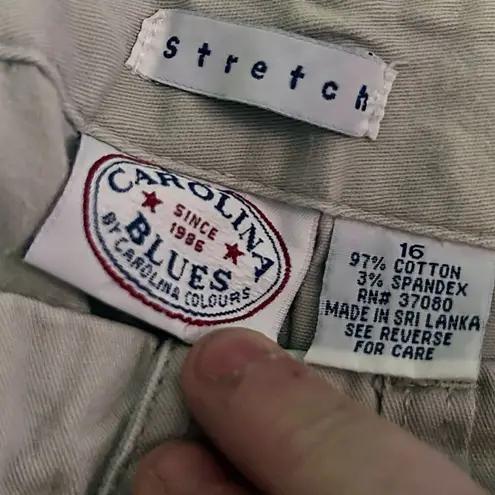 stretch
CAROLINA
SINCE
1986
BLUES
BY CAROLINA COLOURS
16
97% COTTON
3% SPANDEX
RN# 37080
MADE IN SRI LANKA
SEE REVERSE
FOR CARE